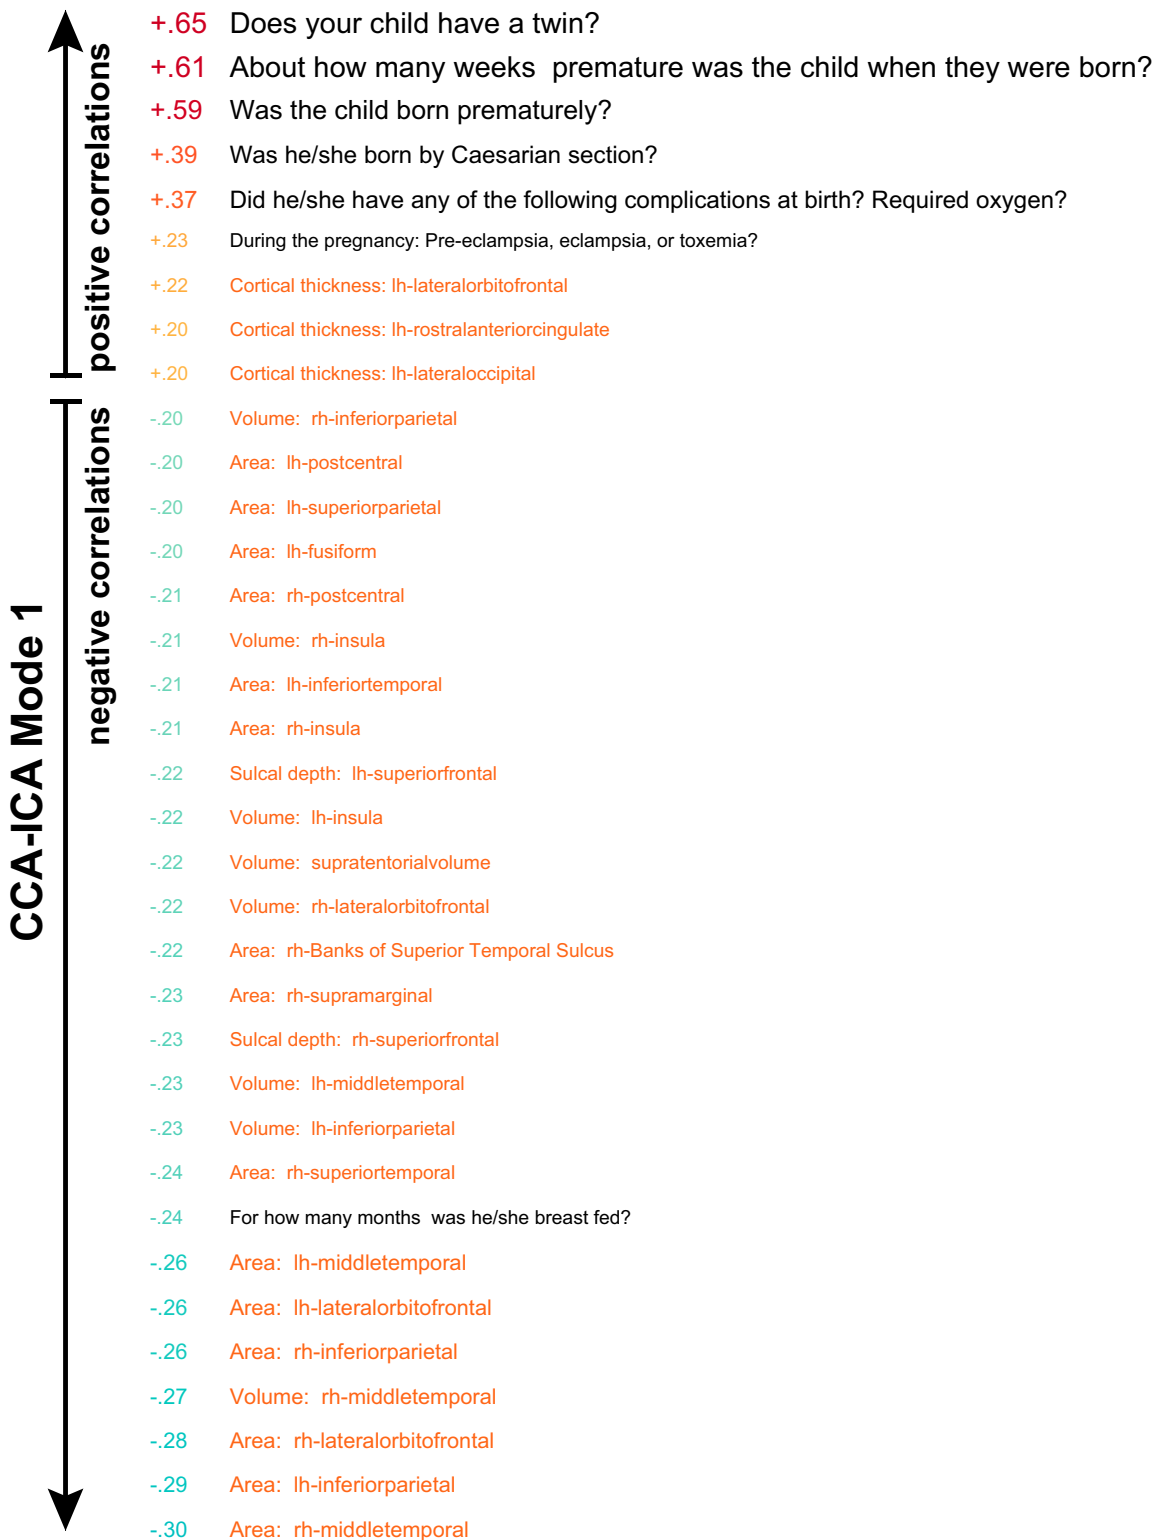 +.65 Does your child have a twin?
+.61 About how many weeks premature was the child when they were born?
+.59 Was the child born prematurely?
+.39 Was he/she born by Caesarian section?
+.37 Did he/she have any of the following complications at birth? Required oxygen?
+.23 During the pregnancy: Pre-eclampsia, eclampsia, or toxemia?
+.22 Cortical thickness: lh-lateralorbitofrontal
+.20 Cortical thickness: lh-rostralanteriorcingulate
+.20 Cortical thickness: lh-lateraloccipital
-.20 Volume: rh-inferiorparietal
-.20 Area: lh-postcentral
-.20 Area: lh-superiorparietal
-.20 Area: lh-fusiform
-.21 Area: rh-postcentral
-.21 Volume: rh-insula
-.21 Area: lh-inferiortemporal
-.21 Area: rh-insula
-.22 Sulcal depth: lh-superiorfrontal
-.22 Volume: lh-insula
-.22 Volume: supratentorialvolume
-.22 Volume: rh-lateralorbitofrontal
-.22 Area: rh-Banks of Superior Temporal Sulcus
-.23 Area: rh-supramarginal
-.23 Sulcal depth: rh-superiorfrontal
-.23 Volume: lh-middletemporal
-.23 Volume: lh-inferiorparietal
-.24 Area: rh-superiortemporal
-.24 For how many months was he/she breast fed?
-.26 Area: lh-middletemporal
-.26 Area: lh-lateralorbitofrontal
-.26 Area: rh-inferiorparietal
-.27 Volume: rh-middletemporal
-.28 Area: rh-lateralorbitofrontal
-.29 Area: lh-inferiorparietal
-.30 Area: rh-middletemporal
positive correlations
negative correlations
CCA-ICA Mode 1